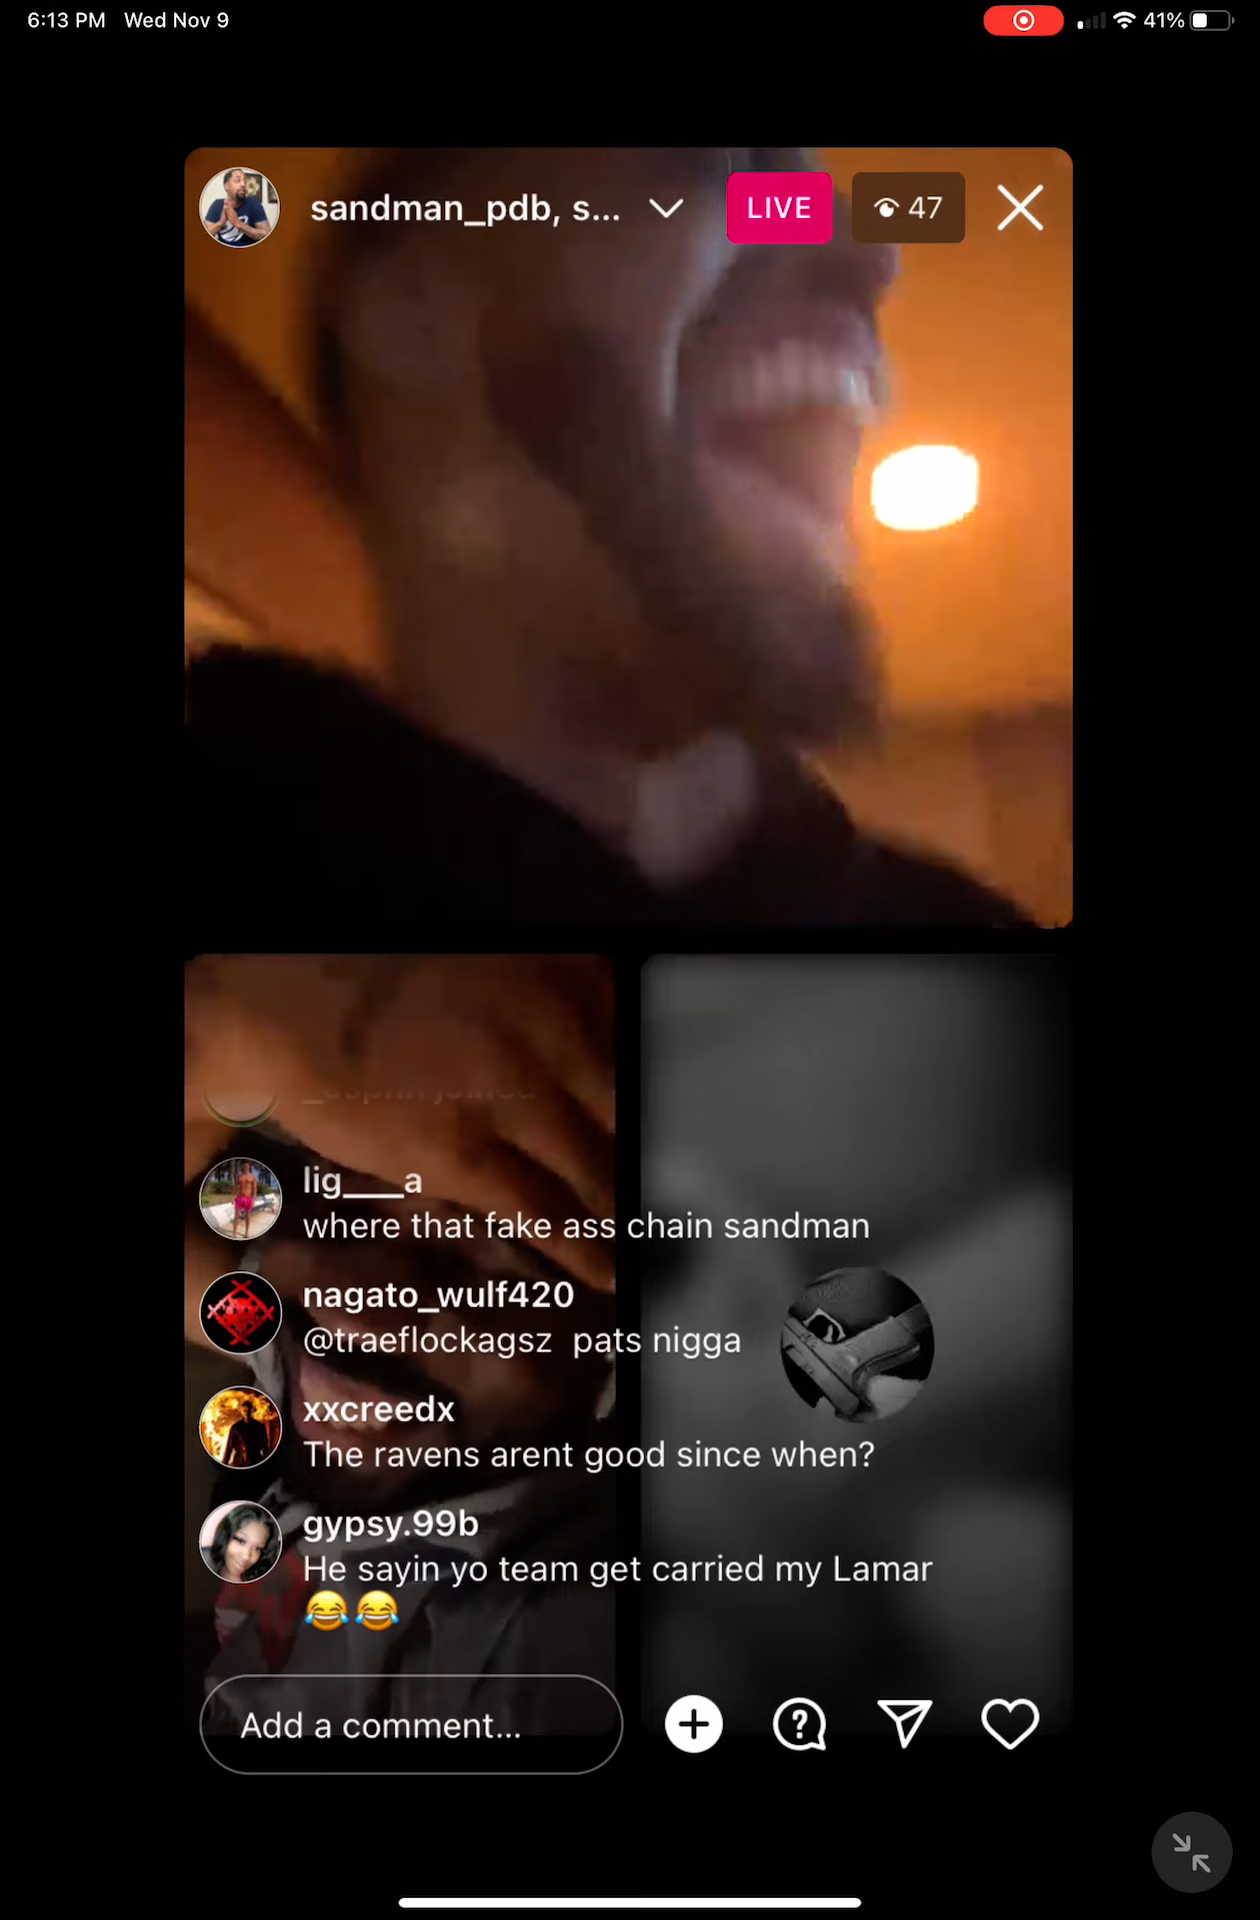 6:13 PM Wed Nov 9
41%
sandman_pdb, s...
LIVE
47
lig___a
where that fake ass chain sandman
nagato_wulf420
@traeflockagsz pats nigga
xxcreedx
The ravens arent good since when?
gypsy.99b
He sayin yo team get carried my Lamar
😂😂
Add a comment...